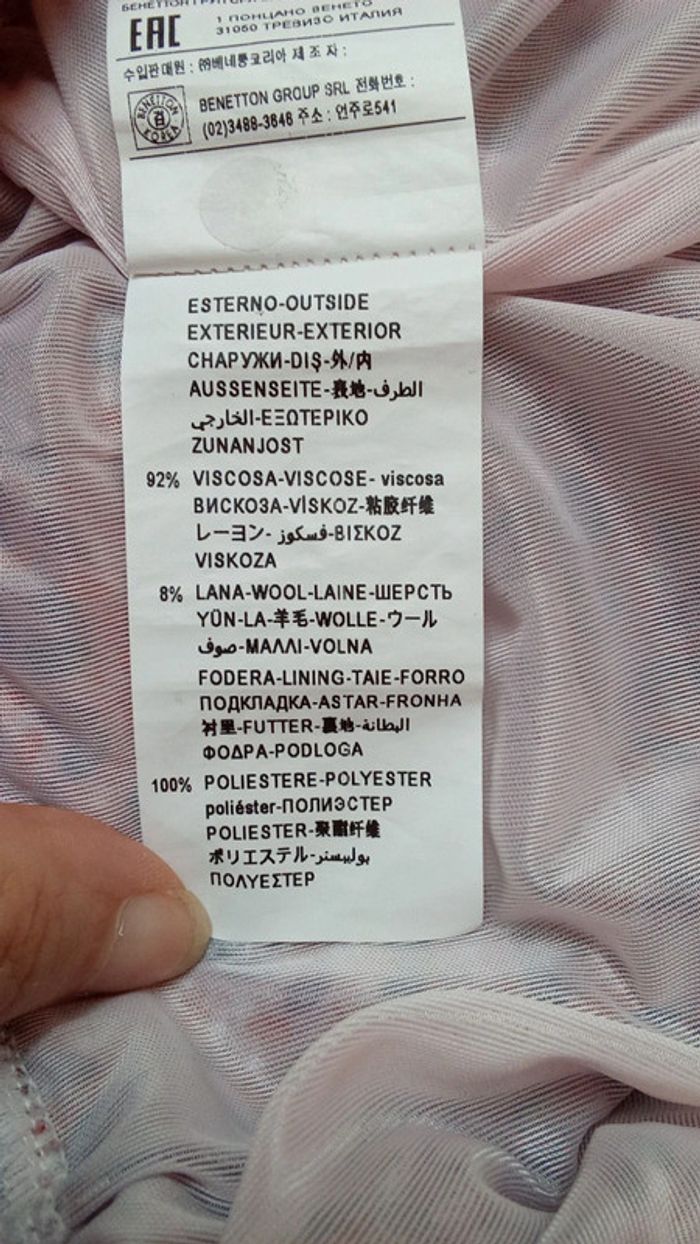 EAC
1 ПОНЦАНО ВЕНЕТО
31050 ТРЕВИЗО ИТАЛИЯ
수입판매원 : ㈜베네통코리아 제 조 자 :
BENETTON KOREA
BENETTON GROUP SRL 전화번호 :
(02)3488-3646 주소 : 언주로541
ESTERNO-OUTSIDE
EXTERIEUR-EXTERIOR
СНАРУЖИ-DIŞ-外/内
AUSSENSEITE-裏地-الطرف
الخارجي-ΕΞΩΤΕΡΙΚΟ
ZUNANJOST
92% VISCOSA-VISCOSE- viscosa
ВИСКОЗА-VİSKOZ-粘胶纤维
レーヨン- فسكوز-ΒΙΣΚΟΖ
VISKOZA
8% LANA-WOOL-LAINE-ШЕРСТЬ
YÜN-LA-羊毛-WOLLE-ウール
صوف-ΜΑΛΛΙ-VOLNA
FODERA-LINING-TAIE-FORRO
ПОДКЛАДКА-ASTAR-FRONHA
衬里-FUTTER-裏地-البطانة
ΦΟΔΡΑ-PODLOGA
100% POLIESTERE-POLYESTER
poliéster-ПОЛИЭСТЕР
POLIESTER-聚酯纤维
ポリエステル-بوليستر
ΠΟΛΥΕΣΤΕΡ